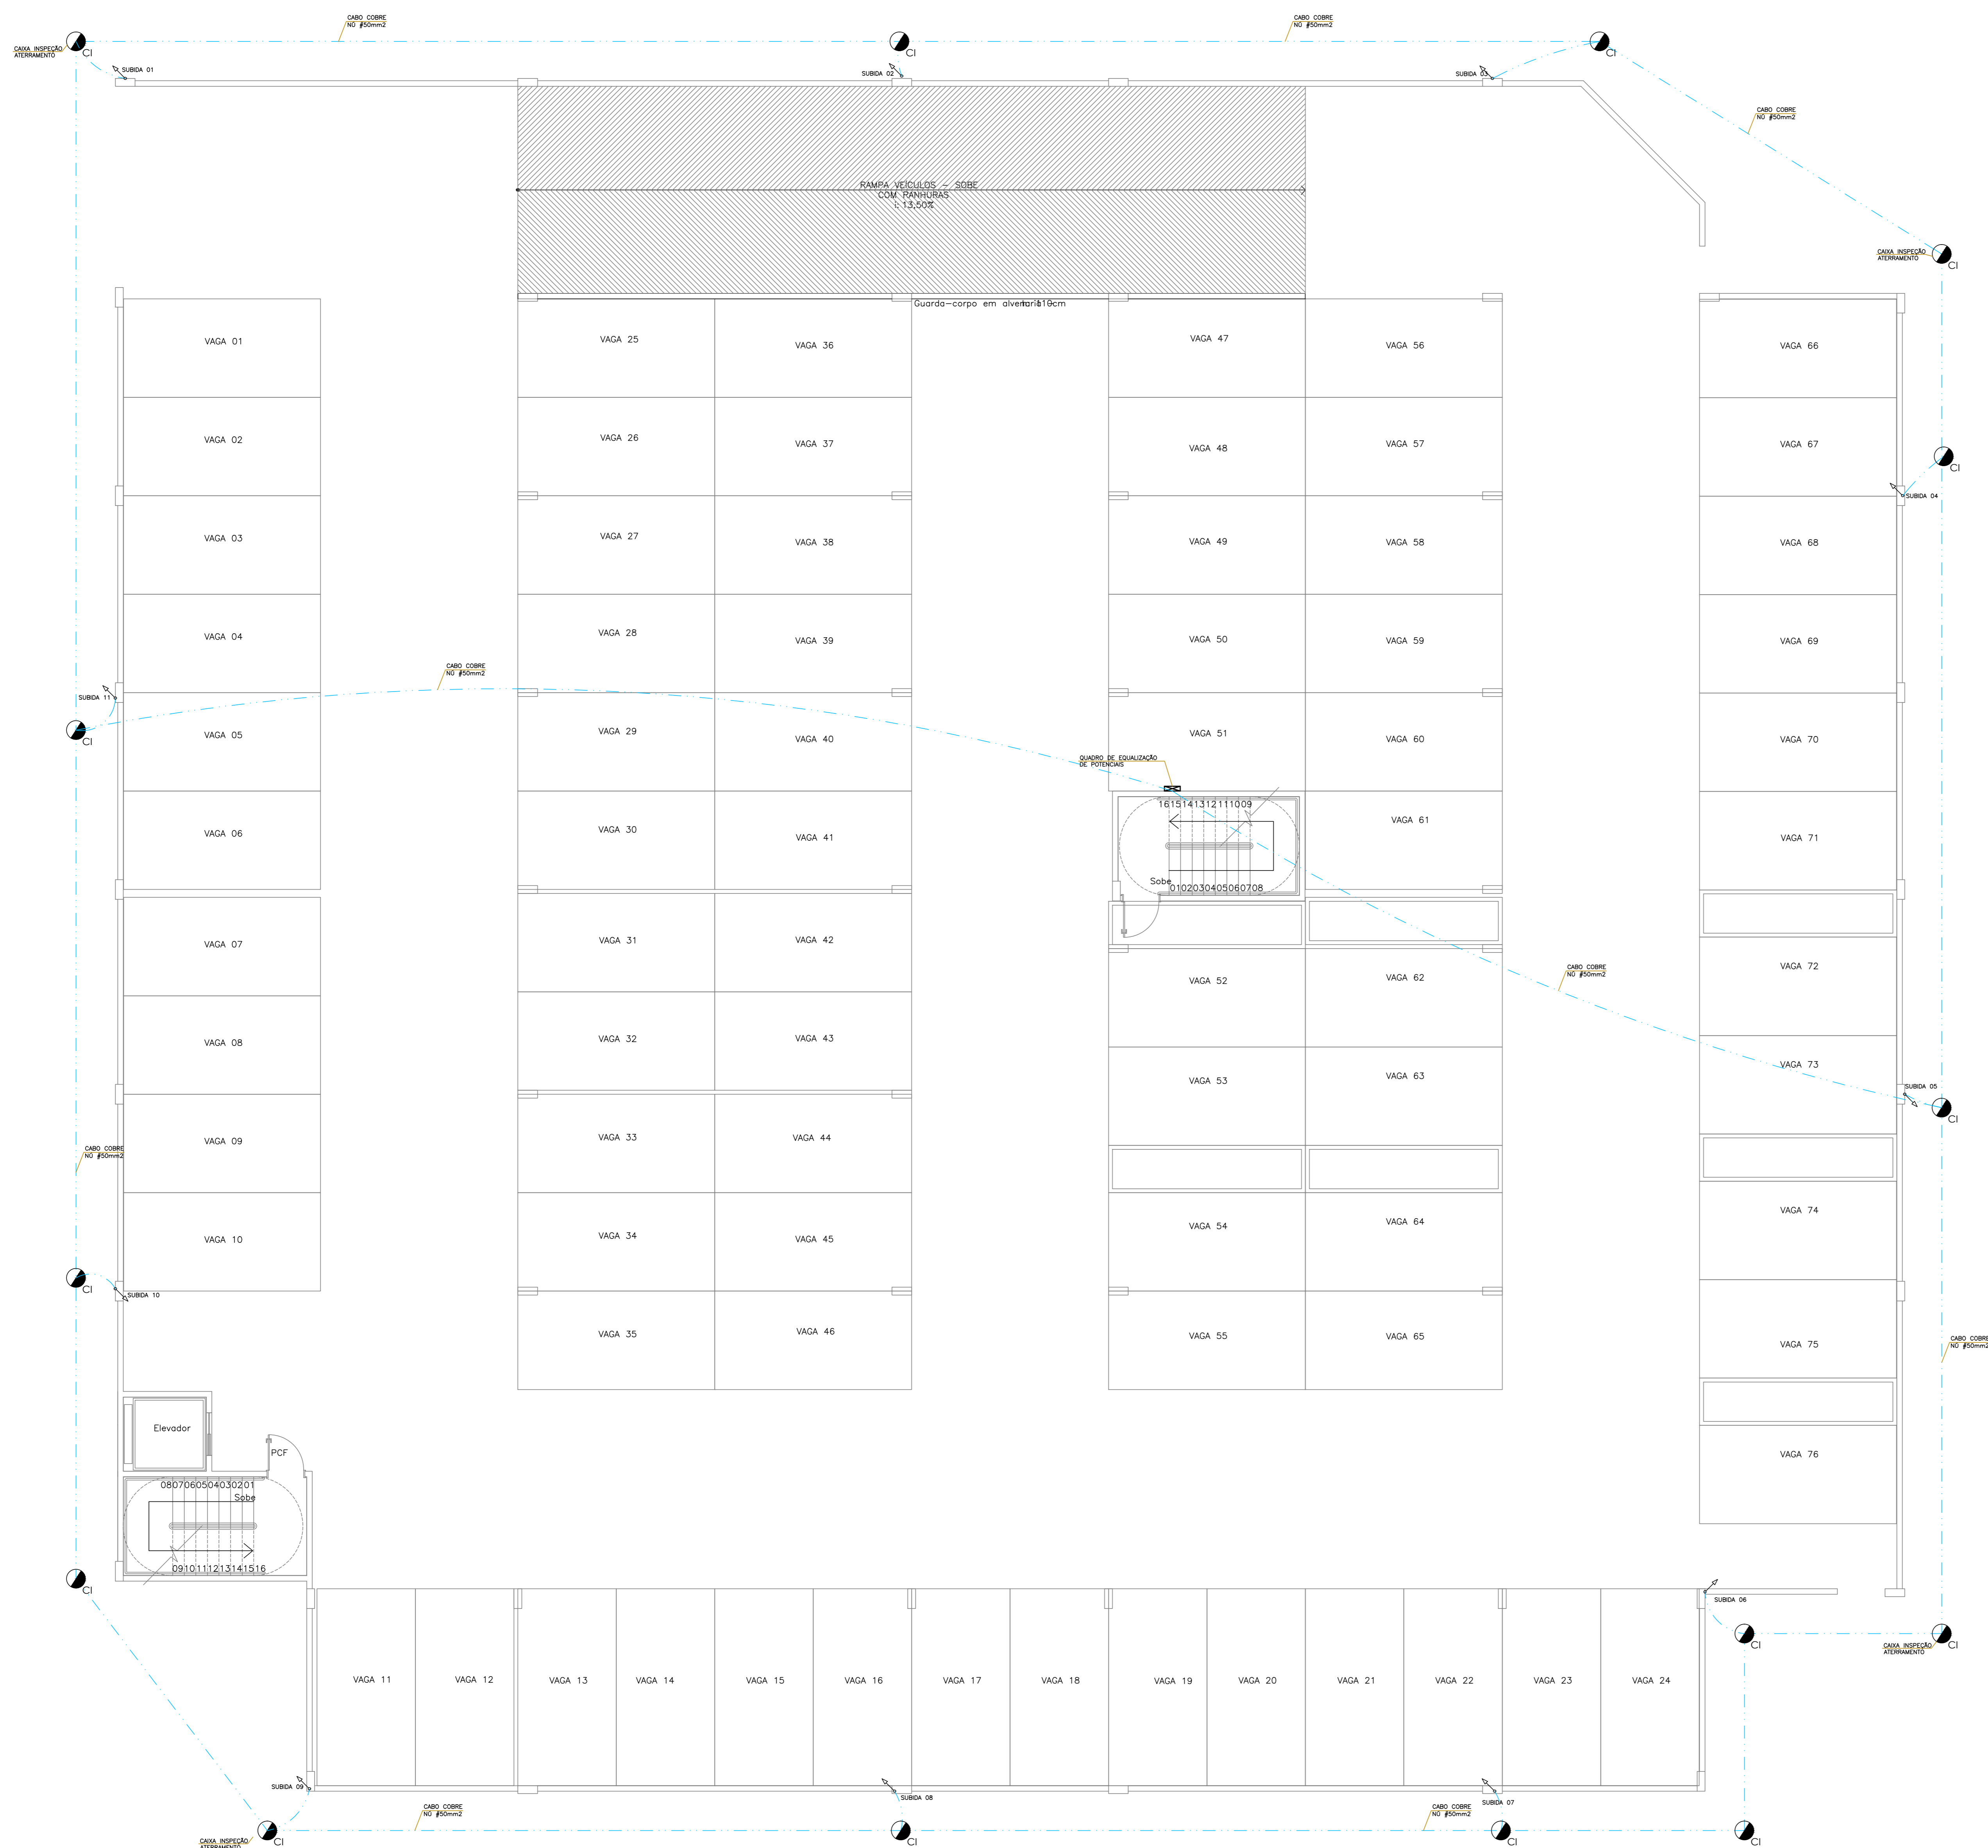 CABO COBRE
NÚ #50mm2
CABO COBRE
NÚ #50mm2
CAIXA INSPEÇÃO
ATERRAMENTO
CI
CI
CI
SUBIDA 01
SUBIDA 02
SUBIDA 03
CABO COBRE
NÚ #50mm2
RAMPA VEÍCULOS - SOBE
COM RANHURAS
i: 13,50%
CAIXA INSPEÇÃO
ATERRAMENTO
CI
Guarda-corpo em alvenaria
VAGA 01
VAGA 25
VAGA 36
VAGA 47
VAGA 56
VAGA 66
VAGA 02
VAGA 26
VAGA 37
VAGA 48
VAGA 57
VAGA 67
CI
SUBIDA 04
VAGA 03
VAGA 27
VAGA 38
VAGA 49
VAGA 58
VAGA 68
VAGA 04
VAGA 28
VAGA 39
VAGA 50
VAGA 59
VAGA 69
CABO COBRE
NÚ #50mm2
SUBIDA 11
CI
VAGA 05
VAGA 29
VAGA 40
VAGA 51
VAGA 60
VAGA 70
QUADRO DE EQUALIZAÇÃO
DE POTENCIAIS
16 15 14 13 12 11 10 09
VAGA 06
VAGA 30
VAGA 41
VAGA 61
VAGA 71
Sobe
01 02 03 04 05 06 07 08
VAGA 07
VAGA 31
VAGA 42
VAGA 52
VAGA 62
VAGA 72
CABO COBRE
NÚ #50mm2
VAGA 08
VAGA 32
VAGA 43
VAGA 53
VAGA 63
VAGA 73
SUBIDA 05
CI
CABO COBRE
NÚ #50mm2
VAGA 09
VAGA 33
VAGA 44
VAGA 10
VAGA 34
VAGA 45
VAGA 54
VAGA 64
VAGA 74
CI
SUBIDA 10
VAGA 35
VAGA 46
VAGA 55
VAGA 65
VAGA 75
CABO COBRE
NÚ #50mm2
Elevador
PCF
VAGA 76
08 07 06 05 04 03 02 01
Sobe
09 10 11 12 13 14 15 16
CI
SUBIDA 06
CI
CI
CAIXA INSPEÇÃO
ATERRAMENTO
VAGA 11
VAGA 12
VAGA 13
VAGA 14
VAGA 15
VAGA 16
VAGA 17
VAGA 18
VAGA 19
VAGA 20
VAGA 21
VAGA 22
VAGA 23
VAGA 24
SUBIDA 09
SUBIDA 08
SUBIDA 07
CABO COBRE
NÚ #50mm2
CABO COBRE
NÚ #50mm2
CAIXA INSPEÇÃO
ATERRAMENTO
CI
CI
CI
CI